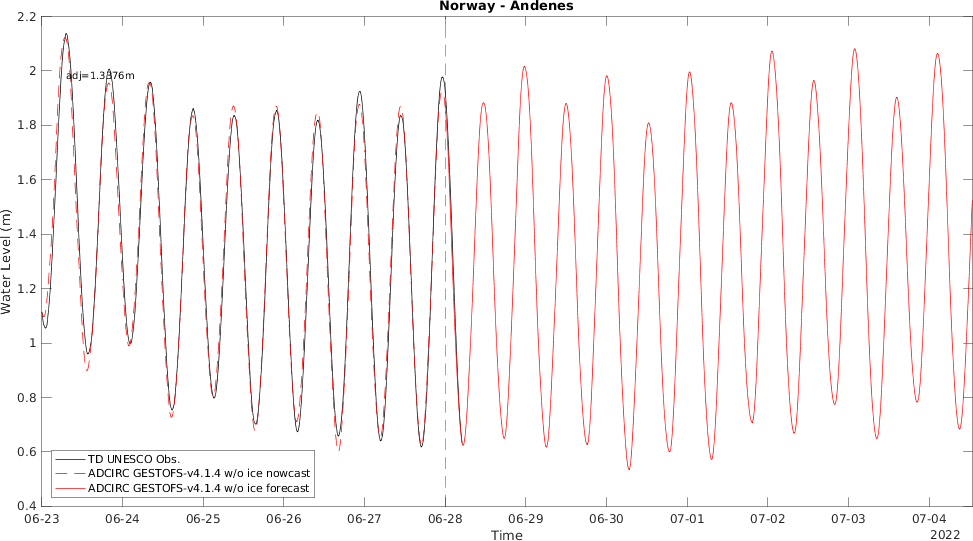 Norway - Andenes
2.2
2
1.8
1.6
1.4
1.2
1
0.8
0.6
0.4
Water Level (m)
adj=1.3376m
TD UNESCO Obs.
ADCIRC GESTOFS-v4.1.4 w/o ice nowcast
ADCIRC GESTOFS-v4.1.4 w/o ice forecast
06-23 06-24 06-25 06-26 06-27 06-28 06-29 06-30 07-01 07-02 07-03 07-04
Time
2022